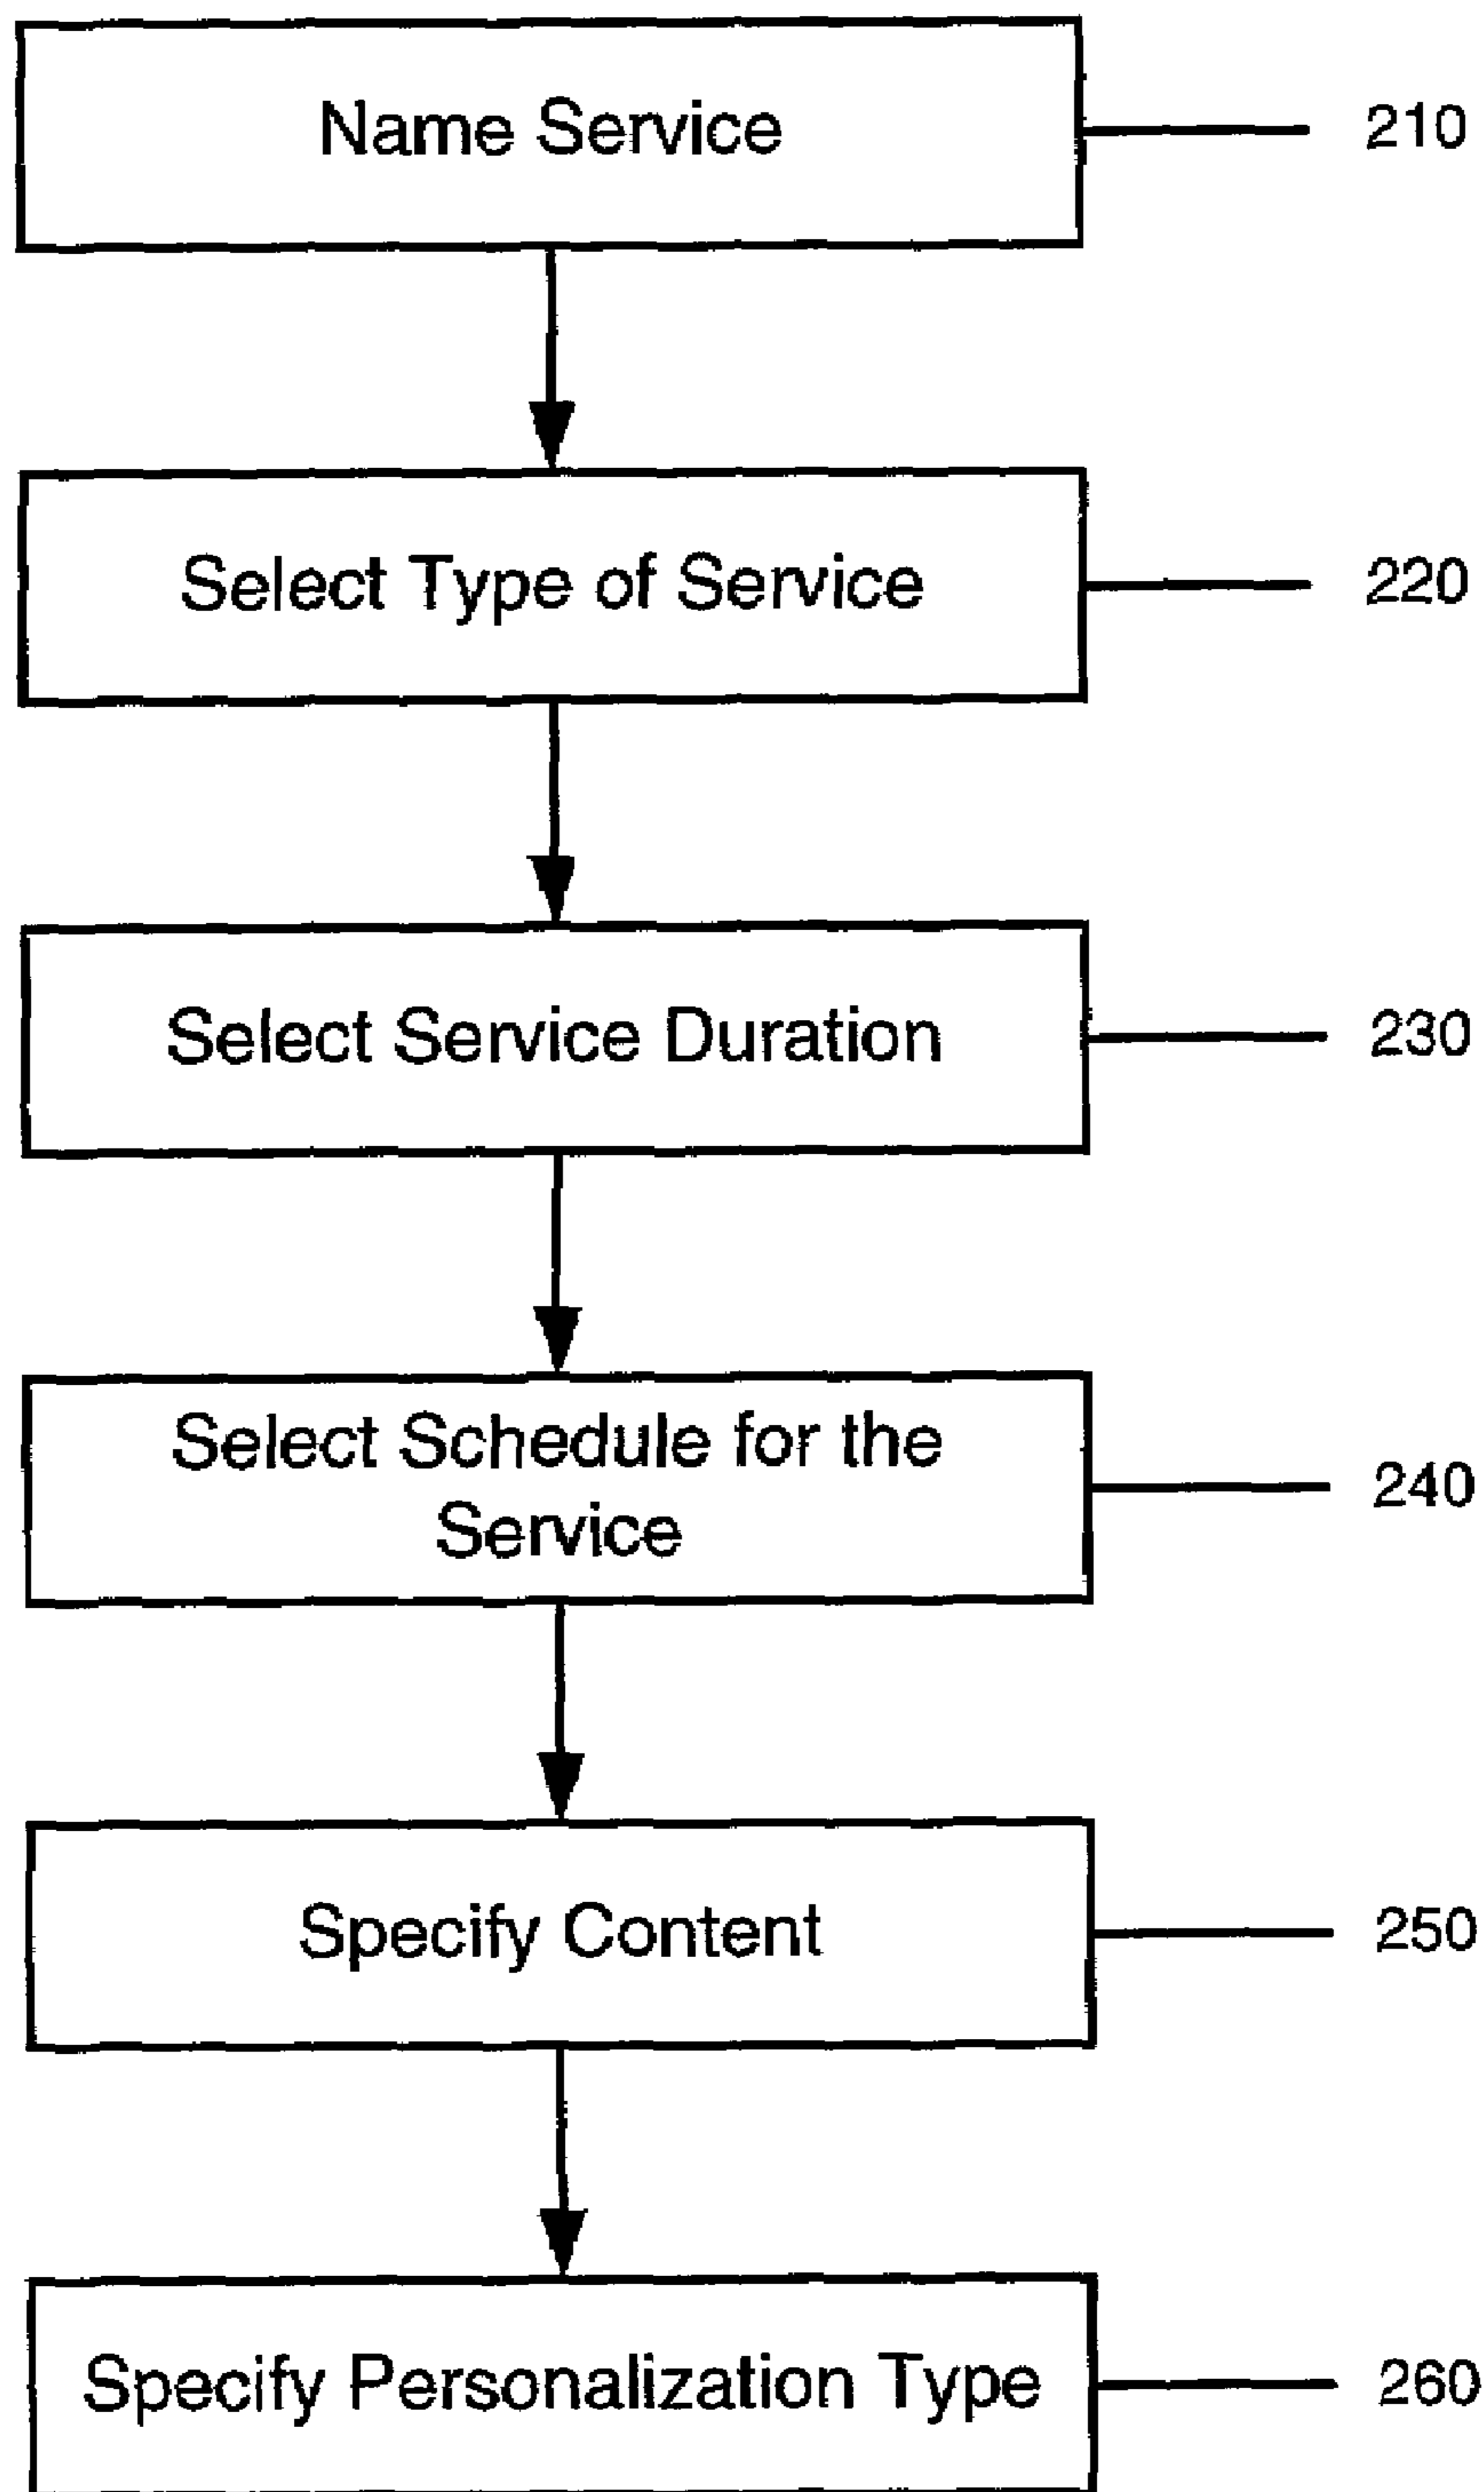 Name Service
210
Select Type of Service
220
Select Service Duration
230
Select Schedule for the
Service
240
Specify Content
250
Specify Personalization Type
260